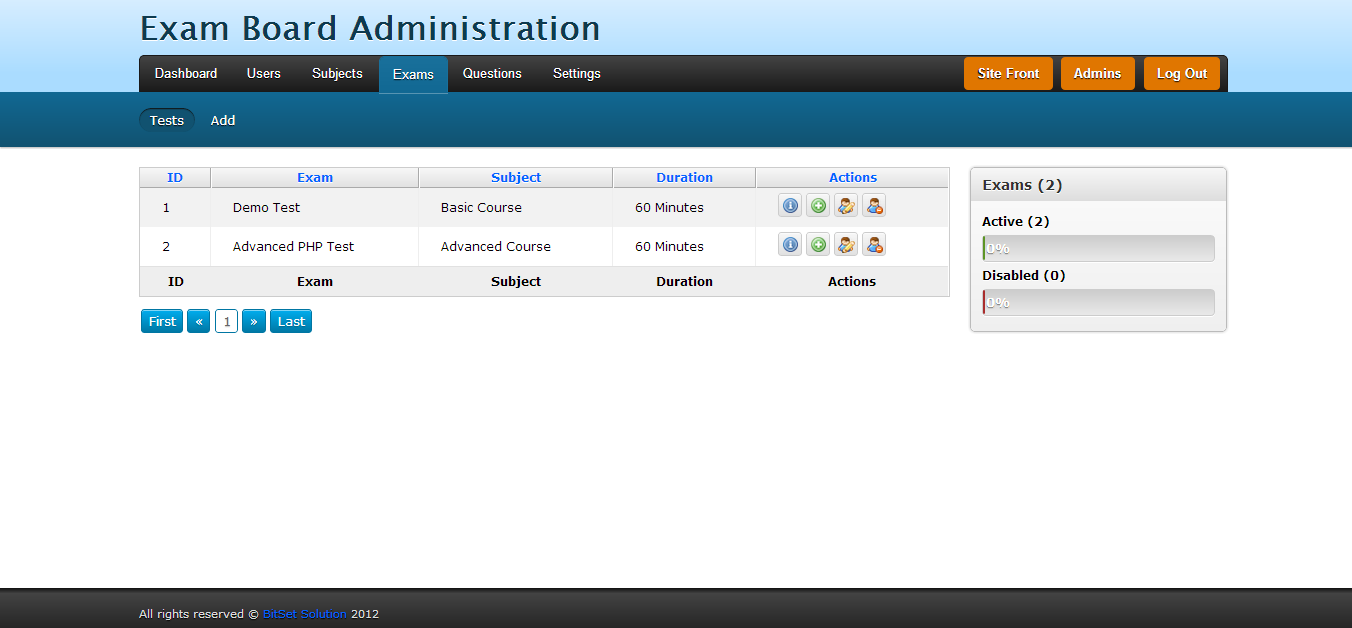 Exam Board Administration
Dashboard Users Subjects Exams Questions Settings Site Front Admins Log Out
Tests Add
ID Exam Subject Duration Actions
1 Demo Test Basic Course 60 Minutes
2 Advanced PHP Test Advanced Course 60 Minutes
ID Exam Subject Duration Actions
First « 1 » Last
Exams (2)
Active (2)
0%
Disabled (0)
0%
All rights reserved © BitSet Solution 2012